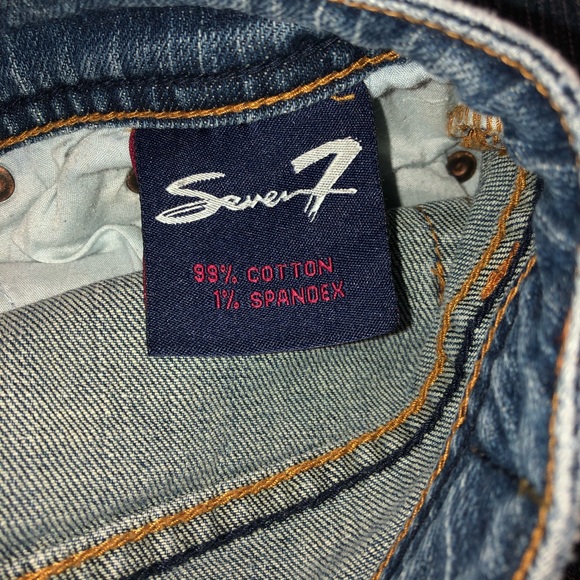 Seven7
99% COTTON
1% SPANDEX